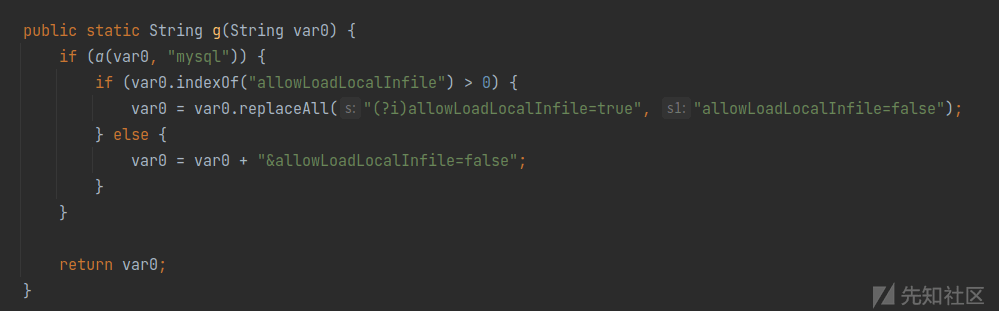 public static String g(String var0) {
    if (a(var0, "mysql")) {
        if (var0.indexOf("allowLoadLocalInfile") > 0) {
            var0 = var0.replaceAll( s: "(?i)allowLoadLocalInfile=true", s1: "allowLoadLocalInfile=false");
        } else {
            var0 = var0 + "&allowLoadLocalInfile=false";
        }
    }

    return var0;
}
先知社区